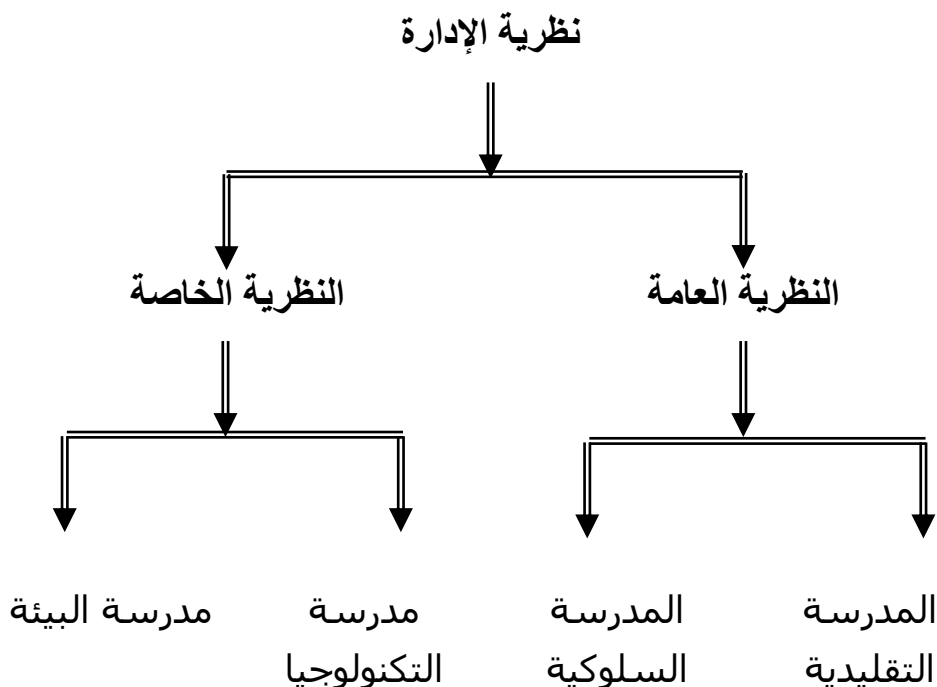 نظرية الإدارة
النظرية العامة
النظرية الخاصة
المدرسة
التقليدية
المدرسة
السلوكية
مدرسة
التكنولوجيا
مدرسة البيئة